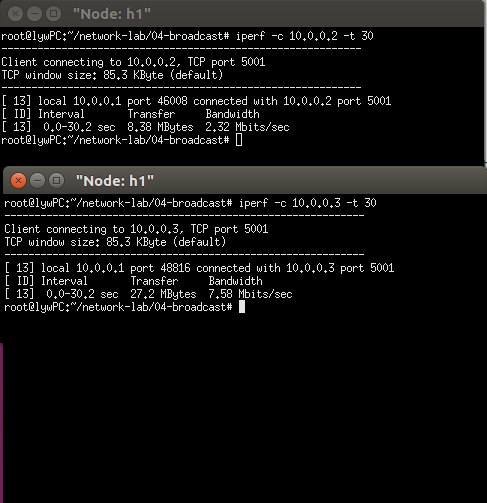 "Node: h1"
root@lywPC:~/network-lab/04-broadcast# iperf -c 10.0.0.2 -t 30
------------------------------------------------------------
Client connecting to 10.0.0.2, TCP port 5001
TCP window size: 85.3 KByte (default)
------------------------------------------------------------
[ 13] local 10.0.0.1 port 46008 connected with 10.0.0.2 port 5001
[ ID] Interval       Transfer     Bandwidth
[ 13]  0.0-30.2 sec  8.38 MBytes  2.32 Mbits/sec
root@lywPC:~/network-lab/04-broadcast#
"Node: h1"
root@lywPC:~/network-lab/04-broadcast# iperf -c 10.0.0.3 -t 30
------------------------------------------------------------
Client connecting to 10.0.0.3, TCP port 5001
TCP window size: 85.3 KByte (default)
------------------------------------------------------------
[ 13] local 10.0.0.1 port 48816 connected with 10.0.0.3 port 5001
[ ID] Interval       Transfer     Bandwidth
[ 13]  0.0-30.2 sec  27.2 MBytes  7.58 Mbits/sec
root@lywPC:~/network-lab/04-broadcast#